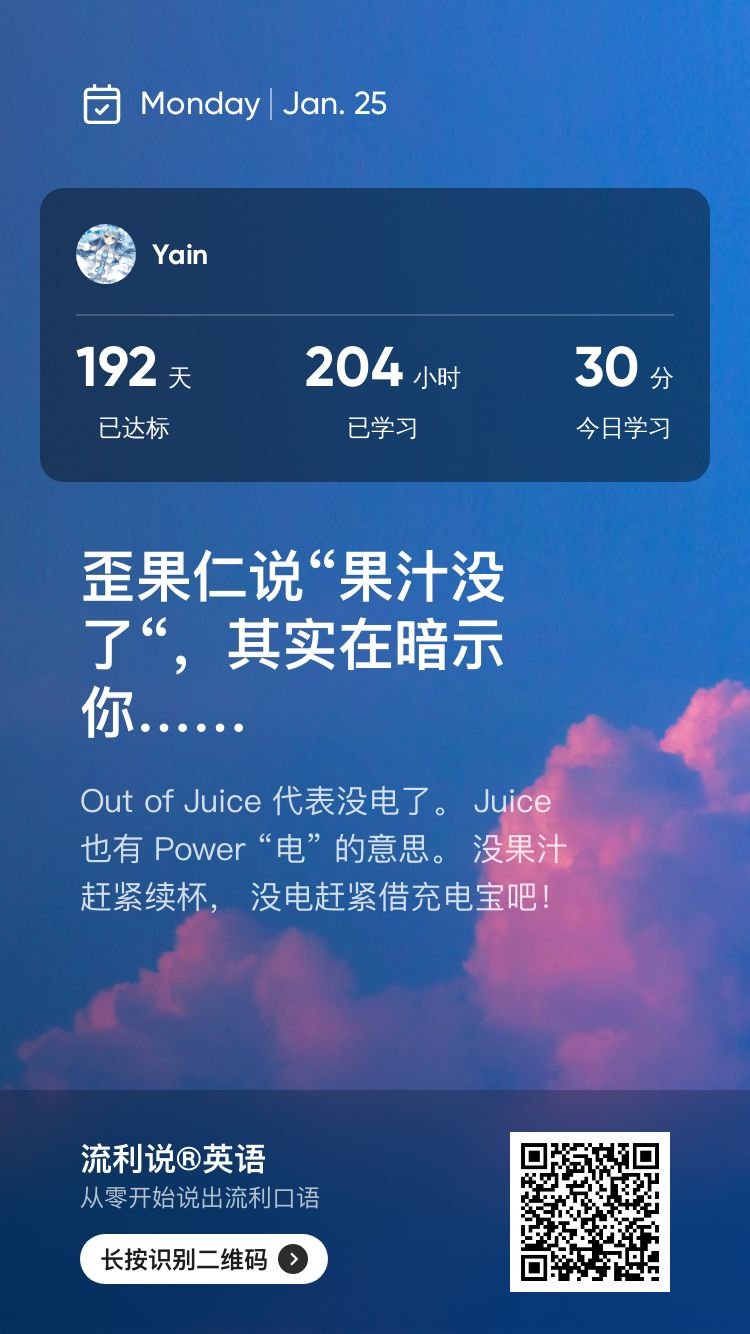 Monday | Jan. 25
Yain
192 天 204 小时 30 分
已达标 已学习 今日学习
歪果仁说“果汁没
了“，其实在暗示
你……
Out of Juice 代表没电了。 Juice
也有 Power “电” 的意思。 没果汁
赶紧续杯， 没电赶紧借充电宝吧！
流利说®英语
从零开始说出流利口语
长按识别二维码